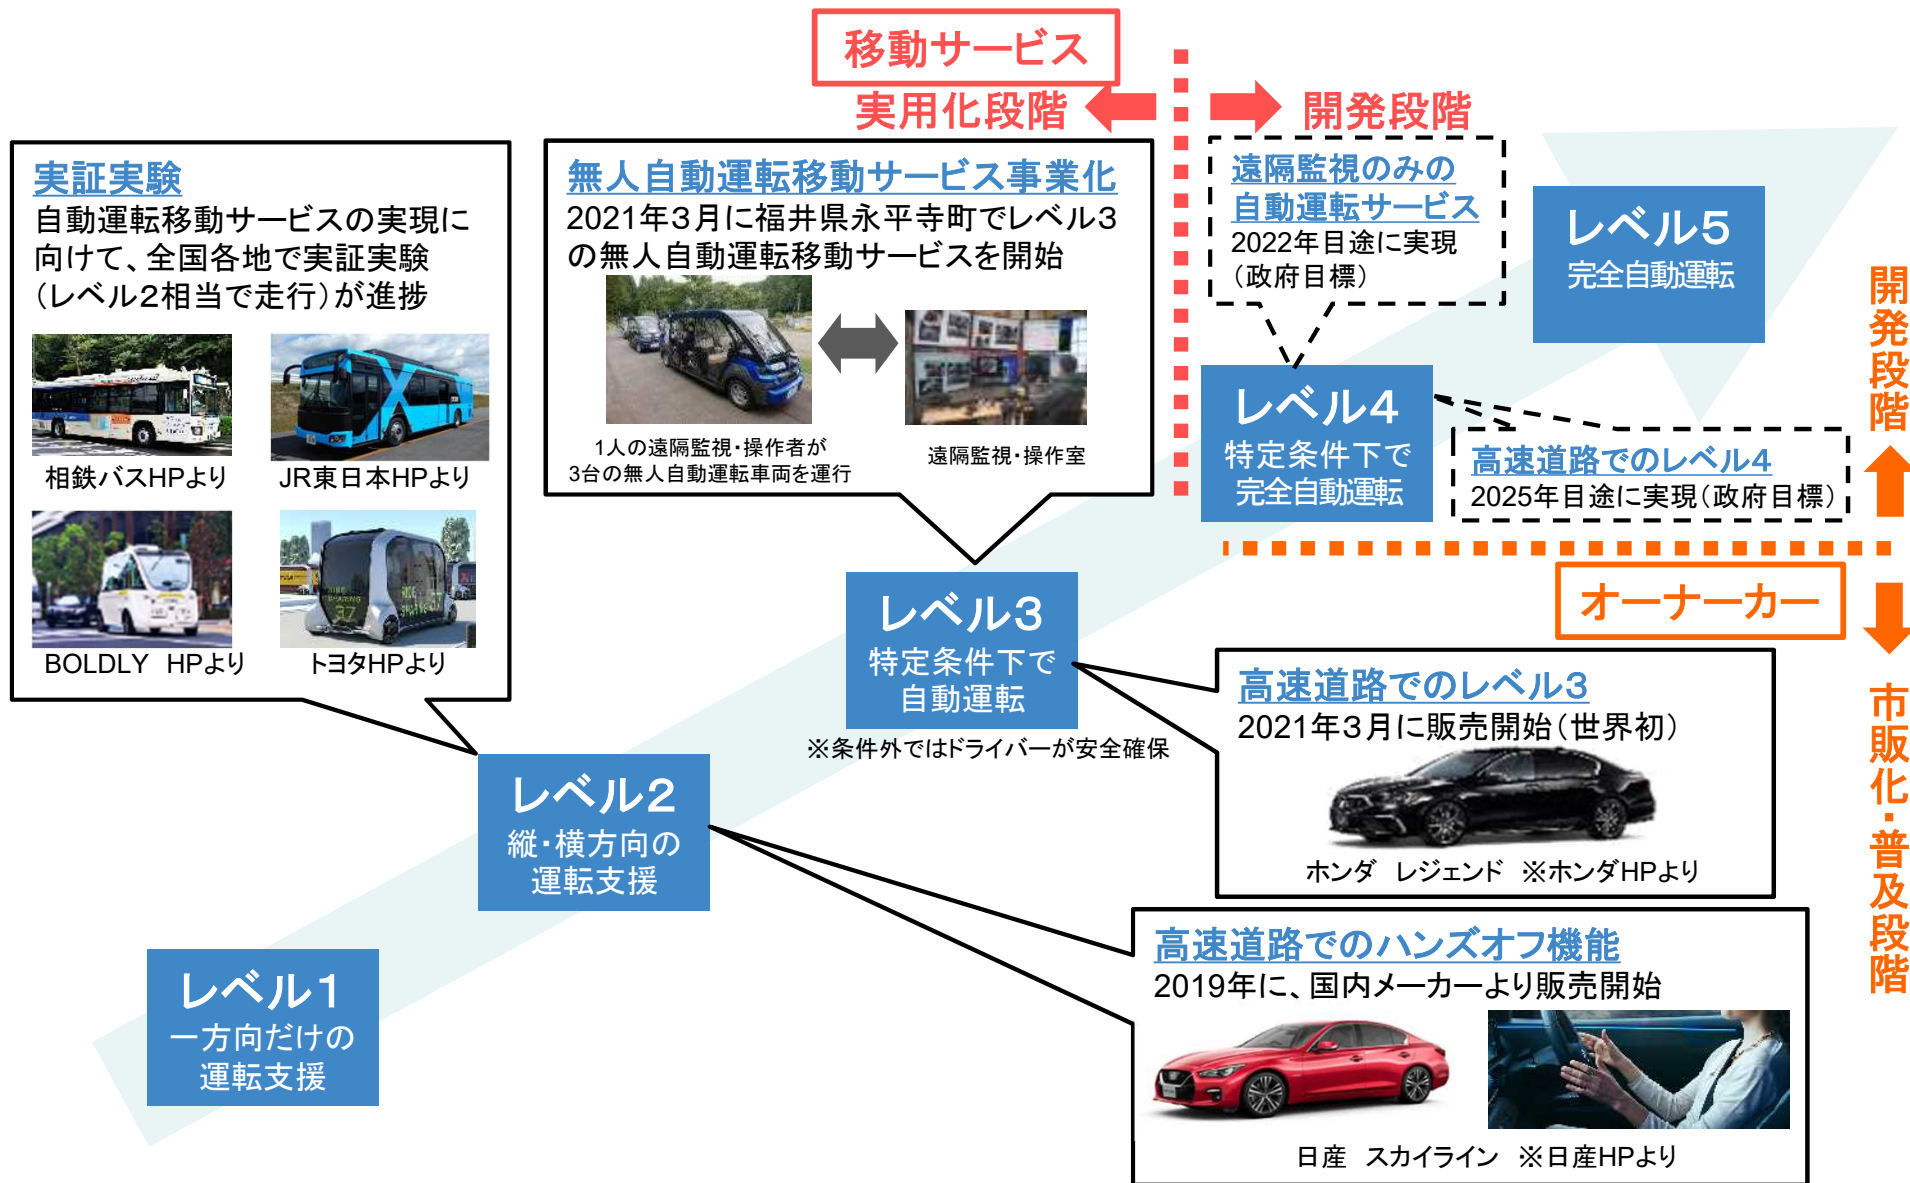 移動サービス
実用化段階
開発段階
実証実験
自動運転移動サービスの実現に
向けて、全国各地で実証実験
（レベル２相当で走行）が進捗
相鉄バスHPより
JR東日本HPより
BOLDLY　HPより
トヨタHPより
無人自動運転移動サービス事業化
2021年３月に福井県永平寺町でレベル３
の無人自動運転移動サービスを開始
１人の遠隔監視・操作者が
３台の無人自動運転車両を運行
遠隔監視・操作室
遠隔監視のみの
自動運転サービス
2022年目途に実現
（政府目標）
レベル５
完全自動運転
レベル４
特定条件下で
完全自動運転
高速道路でのレベル４
2025年目途に実現（政府目標）
開発段階
オーナーカー
市販化・普及段階
レベル３
特定条件下で
自動運転
※条件外ではドライバーが安全確保
高速道路でのレベル３
2021年３月に販売開始（世界初）
ホンダ　レジェンド　※ホンダHPより
レベル２
縦・横方向の
運転支援
高速道路でのハンズオフ機能
2019年に、国内メーカーより販売開始
日産　スカイライン　※日産HPより
レベル１
一方向だけの
運転支援